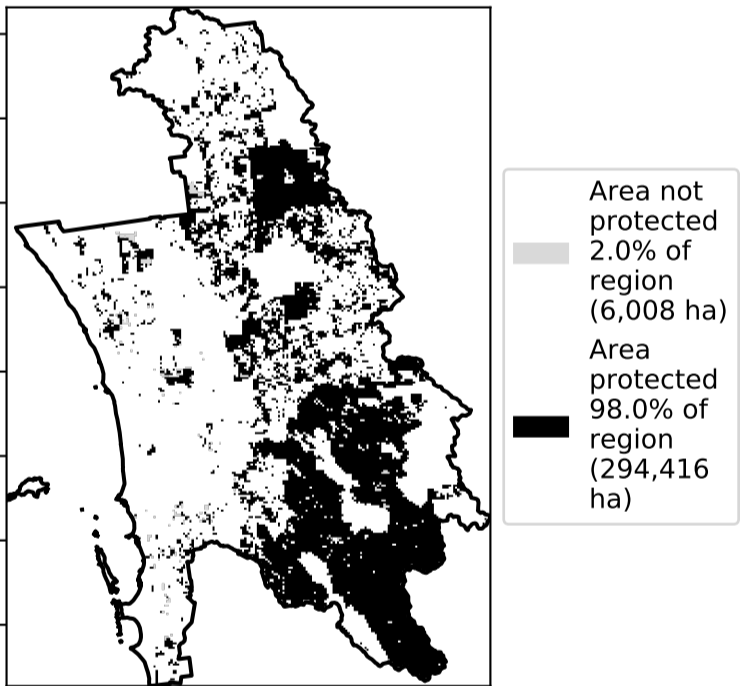 Area not
protected
2.0% of
region
(6,008 ha)
Area
protected
98.0% of
region
(294,416
ha)